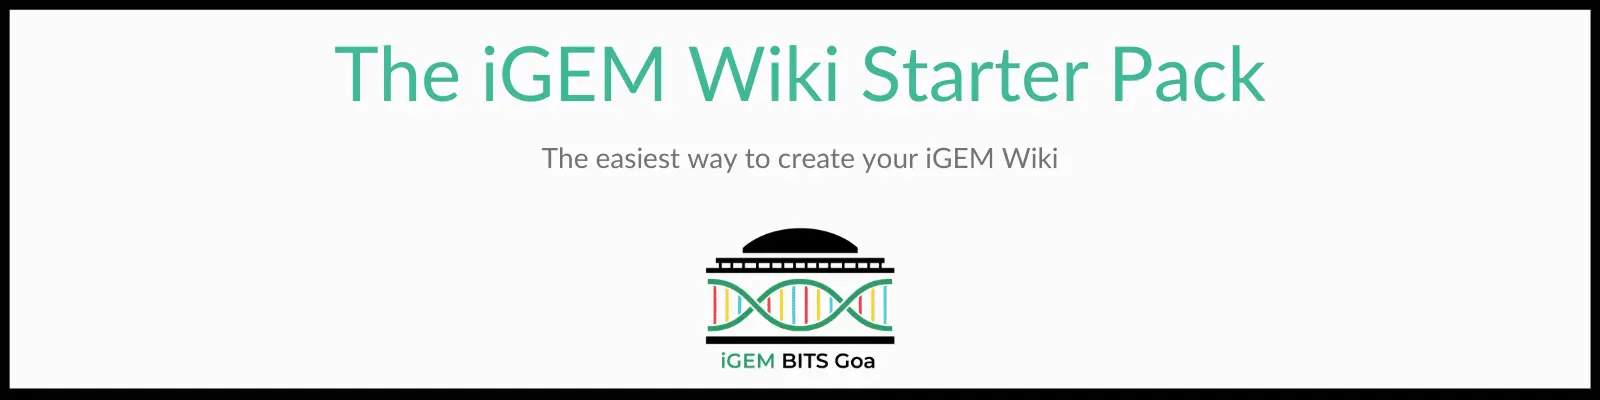 The iGEM Wiki Starter Pack
The easiest way to create your iGEM Wiki
iGEM BITS Goa